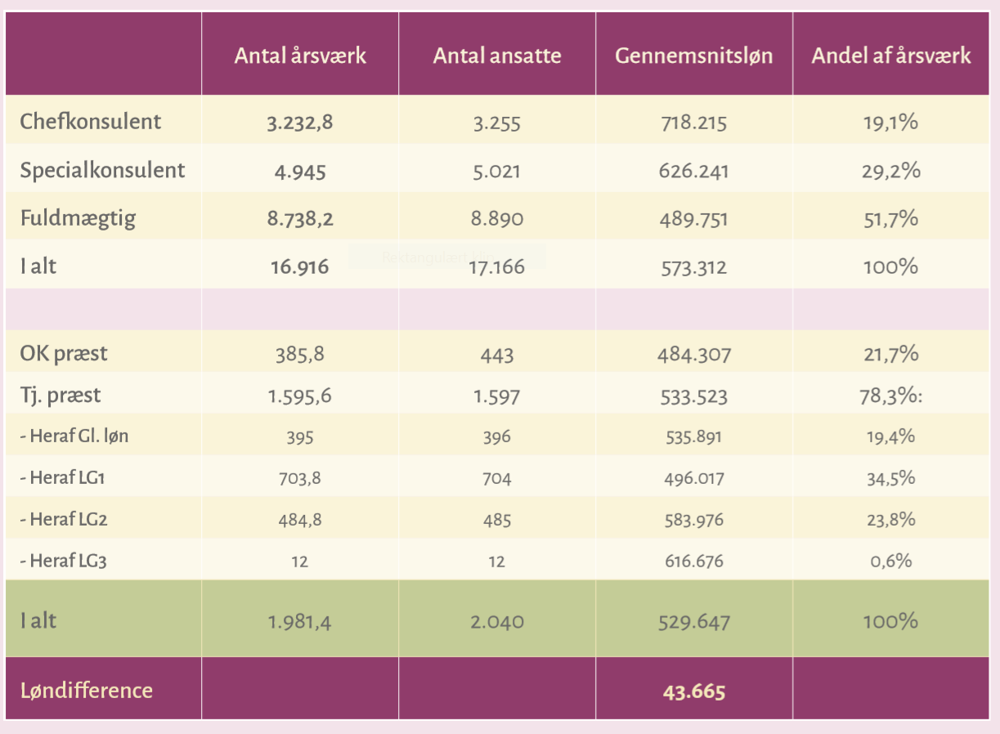 Antal årsværk Antal ansatte Gennemsnitsløn Andel af årsværk
Chefkonsulent 3.232,8 3.255 718.215 19,1%
Specialkonsulent 4.945 5.021 626.241 29,2%
Fuldmægtig 8.738,2 8.890 489.751 51,7%
Rektangulært klip
I alt 16.916 17.166 573.312 100%
OK præst 385,8 443 484.307 21,7%
Tj. præst 1.595,6 1.597 533.523 78,3%:
- Heraf Gl. løn 395 396 535.891 19,4%
- Heraf LG1 703,8 704 496.017 34,5%
- Heraf LG2 484,8 485 583.976 23,8%
- Heraf LG3 12 12 616.676 0,6%
I alt 1.981,4 2.040 529.647 100%
Løndifference 43.665